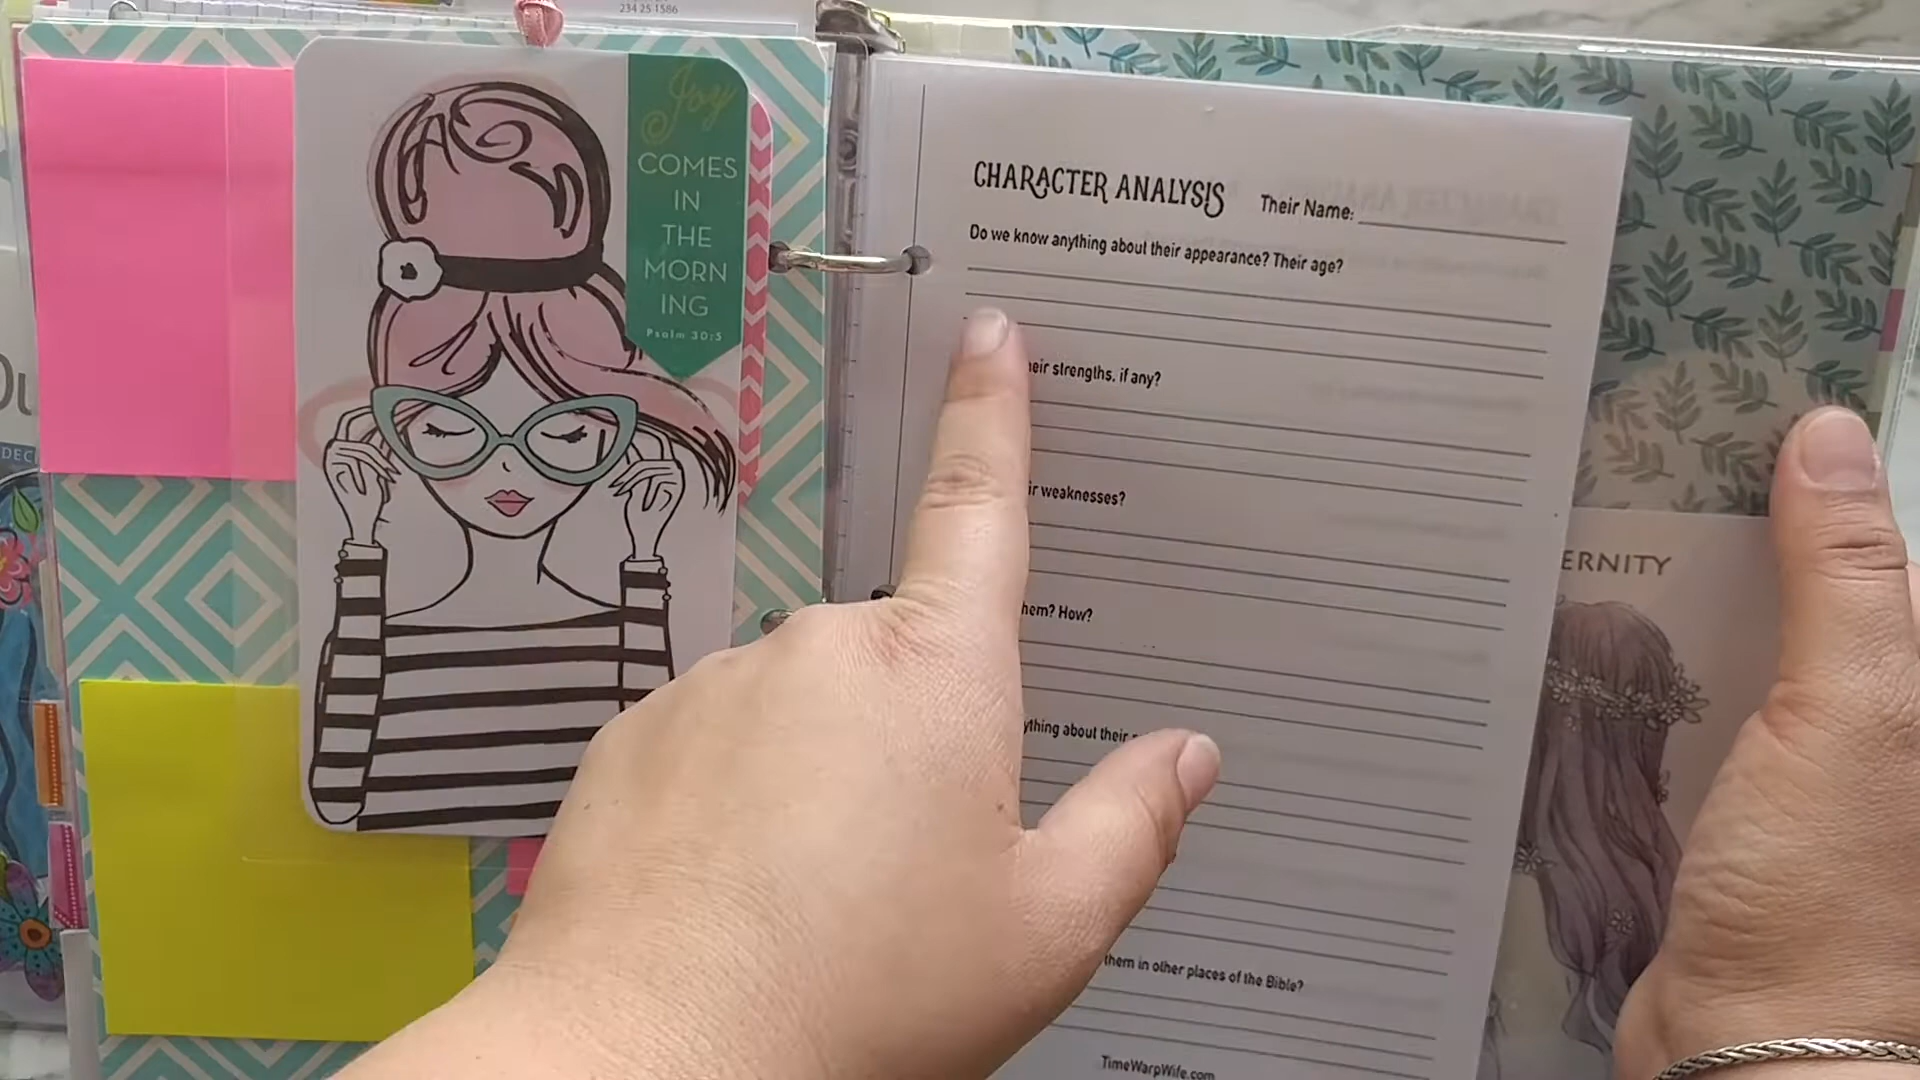 234 25 1586
Joy
COMES
IN
THE
MORN
ING
Psalm 30:5
DEC
CHARACTER ANALYSIS
Their Name:
Do we know anything about their appearance? Their age?
heir strengths, if any?
ir weaknesses?
hem? How?
ything about their
them in other places of the Bible?
TimeWarpWife.com
ERNITY